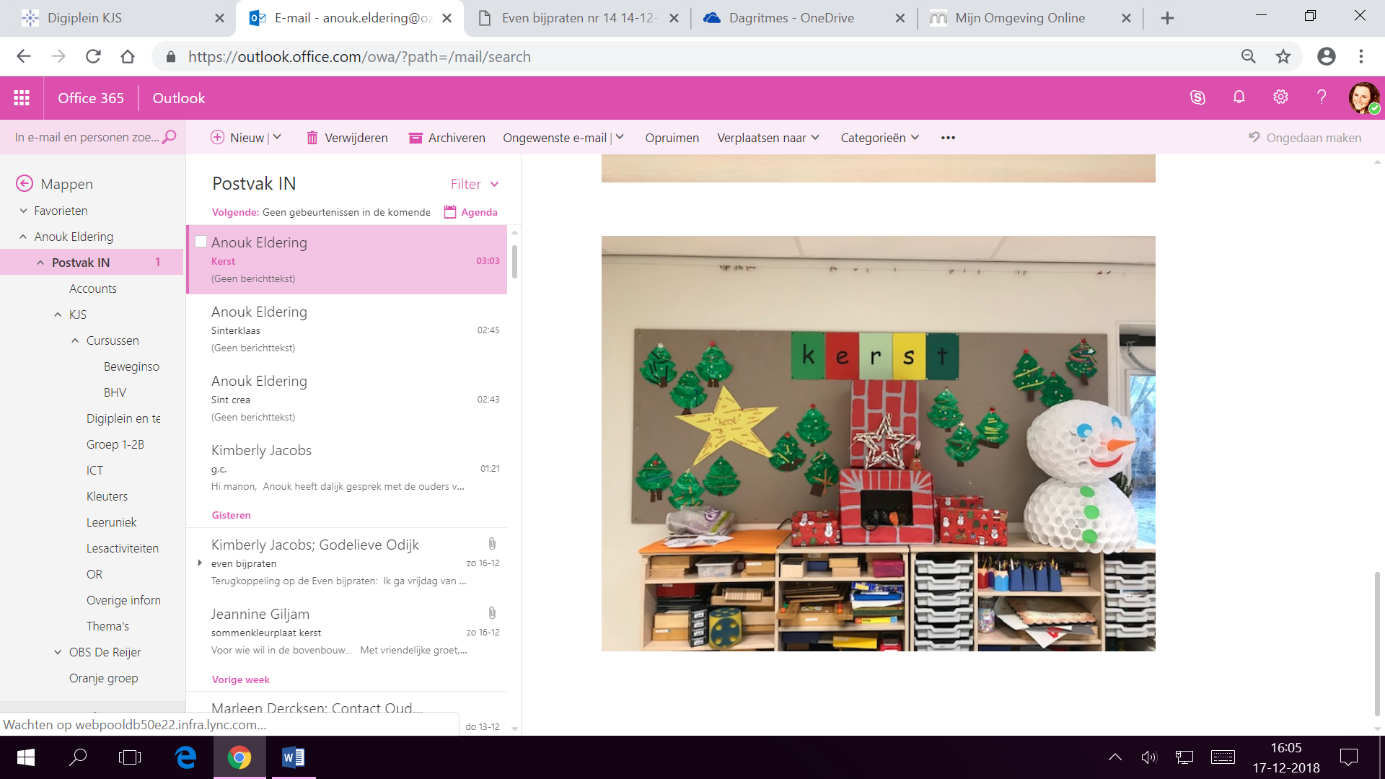 Digiplein KJS
E-mail - anouk.eldering@oz
Even bijpraten nr 14 14-12-
Dagritmes - OneDrive
Mijn Omgeving Online
https://outlook.office.com/owa/?path=/mail/search
Office 365
Outlook
In e-mail en personen zoe...
Nieuw
Verwijderen
Archiveren
Ongewenste e-mail
Opruimen
Verplaatsen naar
Categorieën
Ongedaan maken
Mappen
Favorieten
Anouk Eldering
Postvak IN 1
Accounts
KJS
Cursussen
Beweginso
BHV
Digiplein en te
Groep 1-2B
ICT
Kleuters
Leeruniek
Lesactiviteiten
OR
Overige inforn
Thema's
OBS De Reijer
Oranje groep
Wachten op webpooldb50e22.infra.lync.com...
Postvak IN
Filter
Volgende: Geen gebeurtenissen in de komende
Agenda
Anouk Eldering
Kerst 03:03
(Geen berichttekst)
Anouk Eldering
Sinterklaas 02:45
(Geen berichttekst)
Anouk Eldering
Sint crea 02:43
(Geen berichttekst)
Kimberly Jacobs
g.c. 01:21
Hi manon, Anouk heeft dalijk gesprek met de ouders v...
Gisteren
Kimberly Jacobs; Godelieve Odijk
even bijpraten zo 16-12
Terugkoppeling op de Even bijpraten: Ik ga vrijdag van ...
Jeannine Giljam
sommenkleurplaat kerst zo 16-12
Voor wie wil in de bovenbouw... Met vriendelijke groet,...
Vorige week
Marleen Dercksen; Contact Oud...
do 13-12
kerst
kerst
16:05
17-12-2018